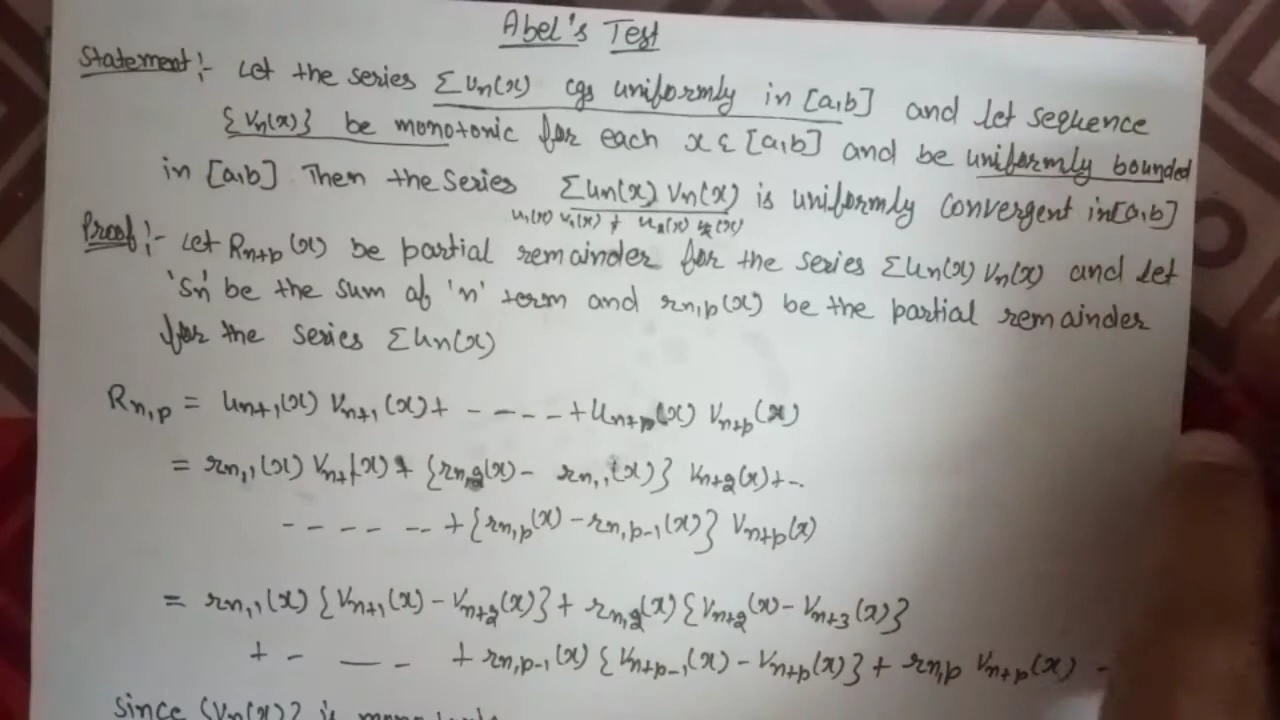 Abel's Test
Statement:- Let the series Σun(x) cgs uniformly in [a,b] and let sequence
{vn(x)} be monotonic for each x ε [a,b] and be uniformly bounded
in [a,b] Then the series Σun(x) vn(x) is uniformly convergent in [a,b]
u1(x) v1(x) + u2(x) v2(x)
Proof:- Let Rn+p(x) be partial remainder for the series Σun(x) vn(x) and let
'Sn' be the sum of 'n' term and rn,p(x) be the partial remainder
for the series Σun(x)
Rn,p = un+1(x) vn+1(x) + - - - - + un+p(x) vn+p(x)
= rn,1(x) vn+1(x) + {rn,2(x) - rn,1(x)} vn+2(x) + - .
- - - - - - + {rn,p(x) - rn,p-1(x)} vn+p(x)
= rn,1(x) {vn+1(x) - vn+2(x)} + rn,2(x) {vn+2(x) - vn+3(x)}
+ - - - - + rn,p-1(x) {vn+p-1(x) - vn+p(x)} + rn,p vn+p(x) -
since {vn(x)} is